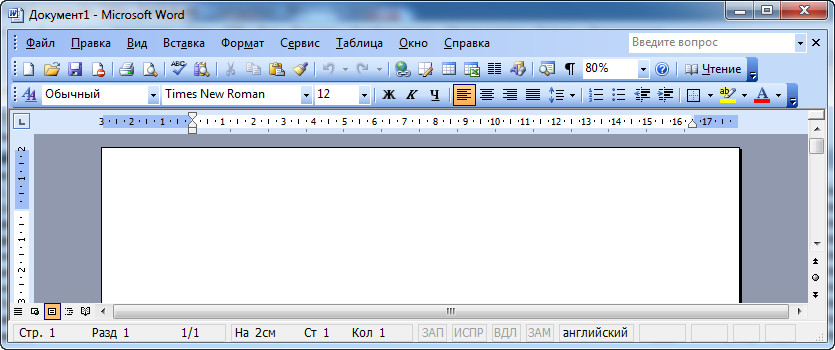 Документ1 - Microsoft Word
Файл Правка Вид Вставка Формат Сервис Таблица Окно Справка Введите вопрос
ABC ¶ 80% Чтение
Обычный Times New Roman 12 Ж К Ч ab A
3 2 1 1 2 3 4 5 6 7 8 9 10 11 12 13 14 15 16 17
2
1
1
2
3
Стр. 1 Разд 1 1/1 На 2см Ст 1 Кол 1 ЗАП ИСПР ВДЛ ЗАМ английский